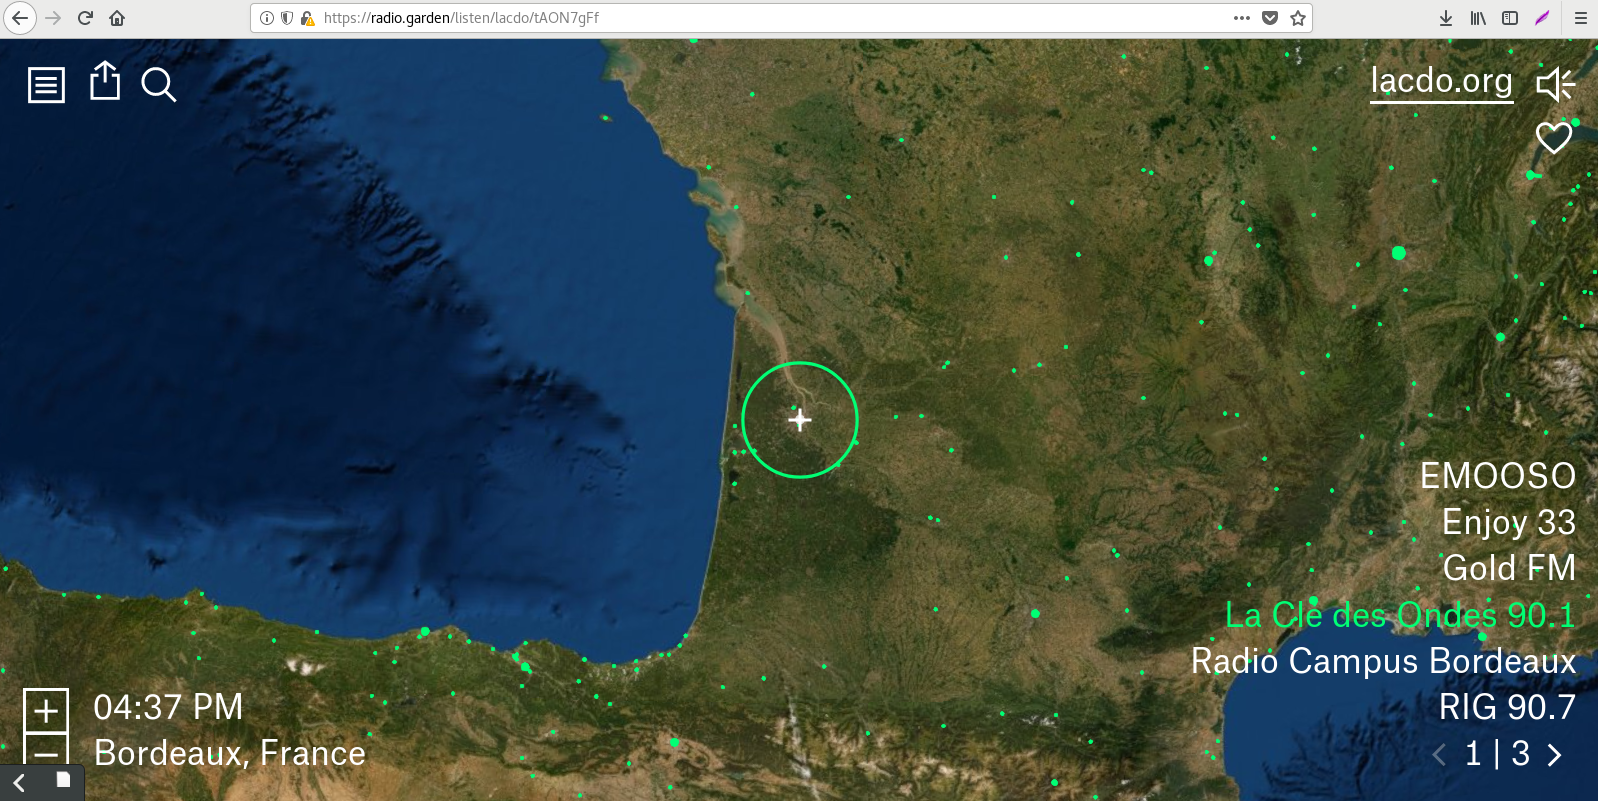 https://radio.garden/listen/lacdo/tAON7gFf
lacdo.org
EMOOSO
Enjoy 33
Gold FM
La Clé des Ondes 90.1
Radio Campus Bordeaux
RIG 90.7
1 | 3
04:37 PM
Bordeaux, France